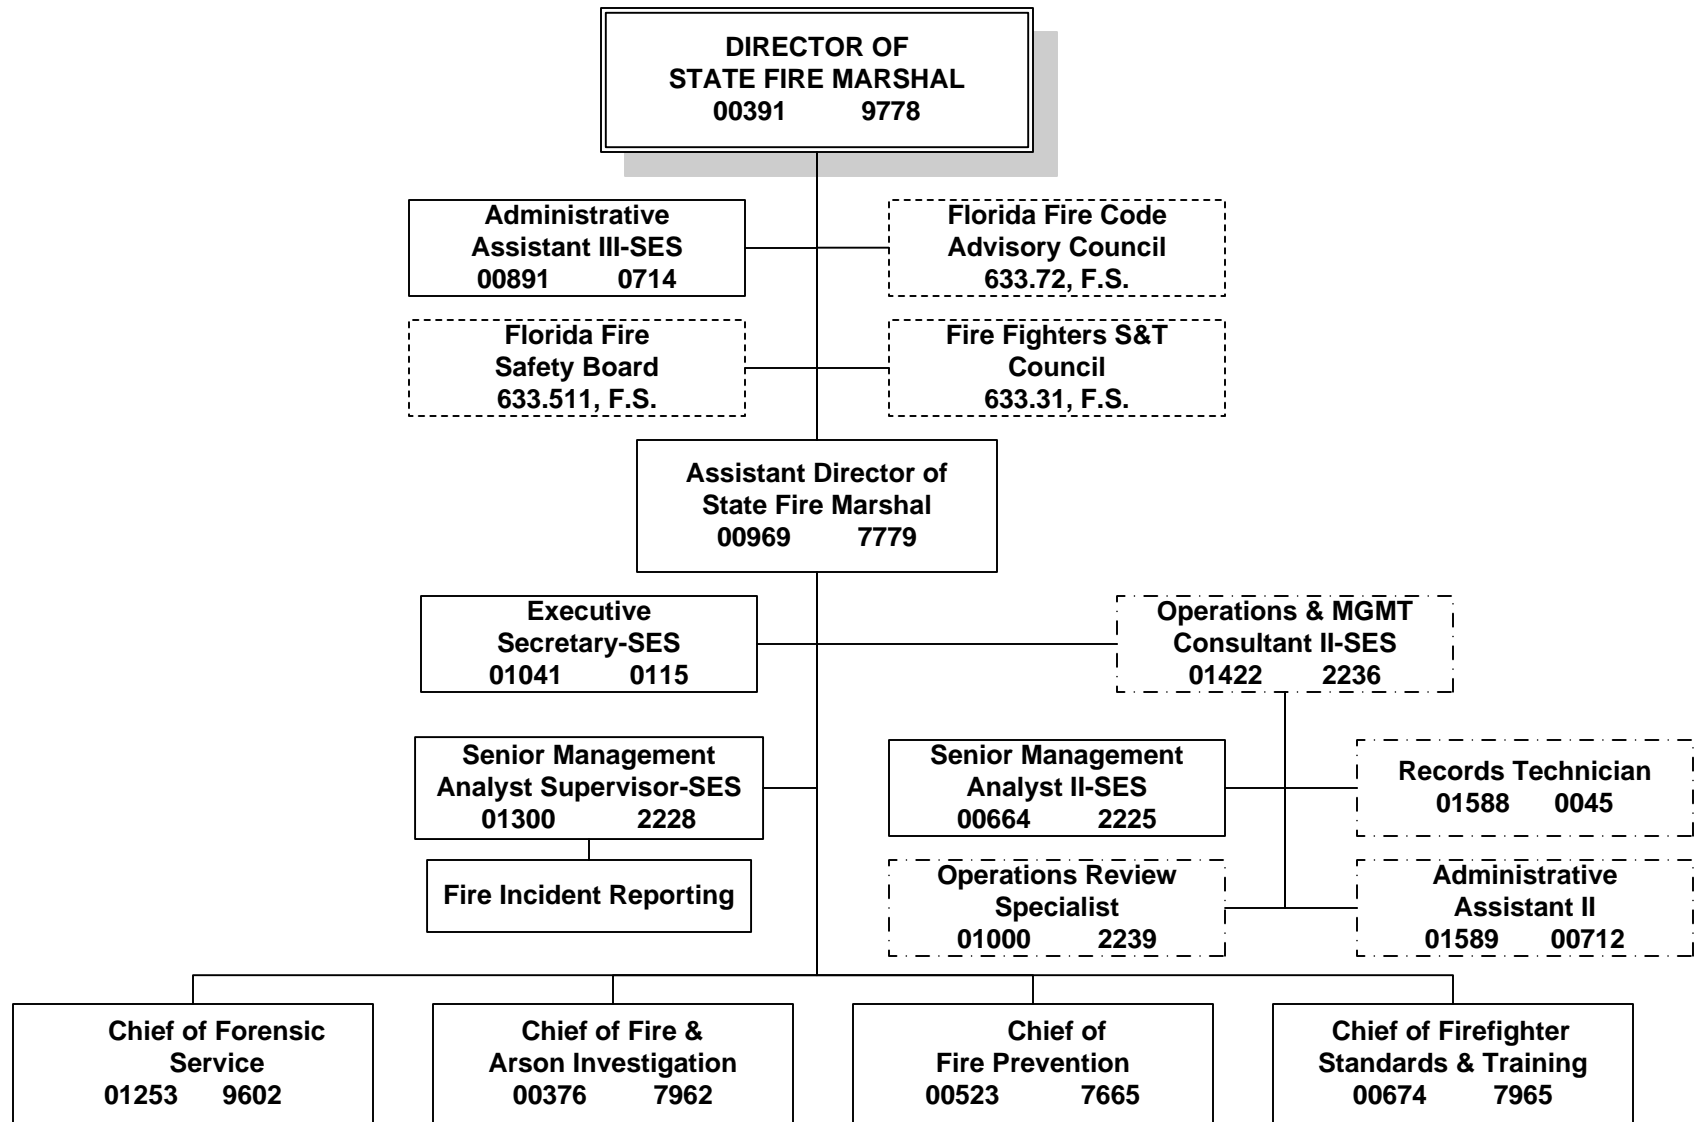 DIRECTOR OF
STATE FIRE MARSHAL
00391 9778
Administrative
Assistant III-SES
00891 0714
Florida Fire Code
Advisory Council
633.72, F.S.
Florida Fire
Safety Board
633.511, F.S.
Fire Fighters S&T
Council
633.31, F.S.
Assistant Director of
State Fire Marshal
00969 7779
Executive
Secretary-SES
01041 0115
Operations & MGMT
Consultant II-SES
01422 2236
Senior Management
Analyst Supervisor-SES
01300 2228
Senior Management
Analyst II-SES
00664 2225
Records Technician
01588 0045
Fire Incident Reporting
Operations Review
Specialist
01000 2239
Administrative
Assistant II
01589 00712
Chief of Forensic
Service
01253 9602
Chief of Fire &
Arson Investigation
00376 7962
Chief of
Fire Prevention
00523 7665
Chief of Firefighter
Standards & Training
00674 7965